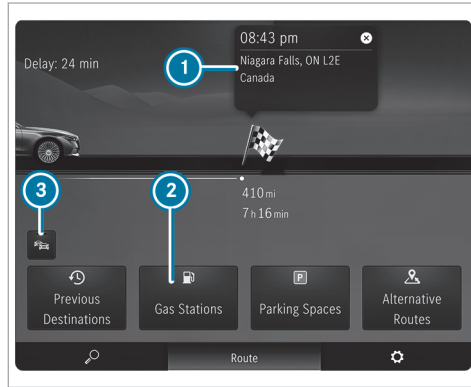 08:43 pm
Delay: 24 min
Niagara Falls, ON L2E
Canada
1
3
2
410 mi
7 h 16 min
P
Previous
Destinations
Gas Stations
Parking Spaces
Alternative
Routes
Route